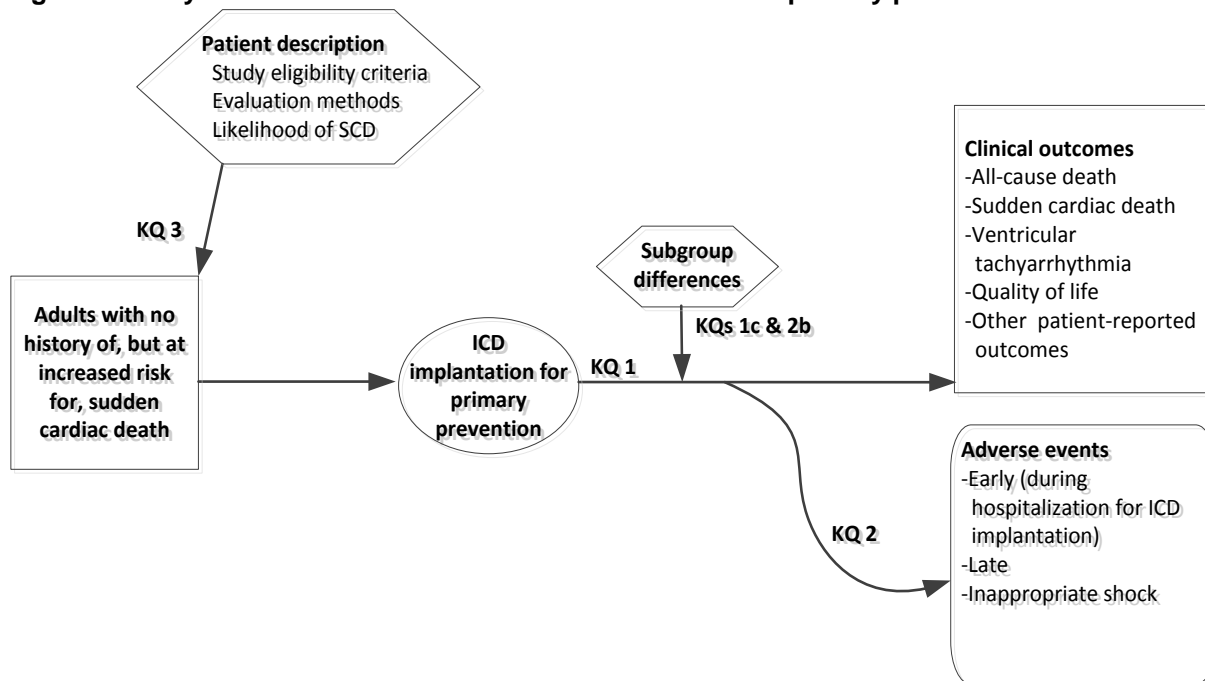 Patient description
Study eligibility criteria
Evaluation methods
Likelihood of SCD
KQ 3
Adults with no
history of, but at
increased risk
for, sudden
cardiac death
ICD
implantation for
primary
prevention
KQ 1
Subgroup
differences
KQs 1c & 2b
Clinical outcomes
-All-cause death
-Sudden cardiac death
-Ventricular
tachyarrhythmia
-Quality of life
-Other patient-reported
outcomes
KQ 2
Adverse events
-Early (during
hospitalization for ICD
implantation)
-Late
-Inappropriate shock